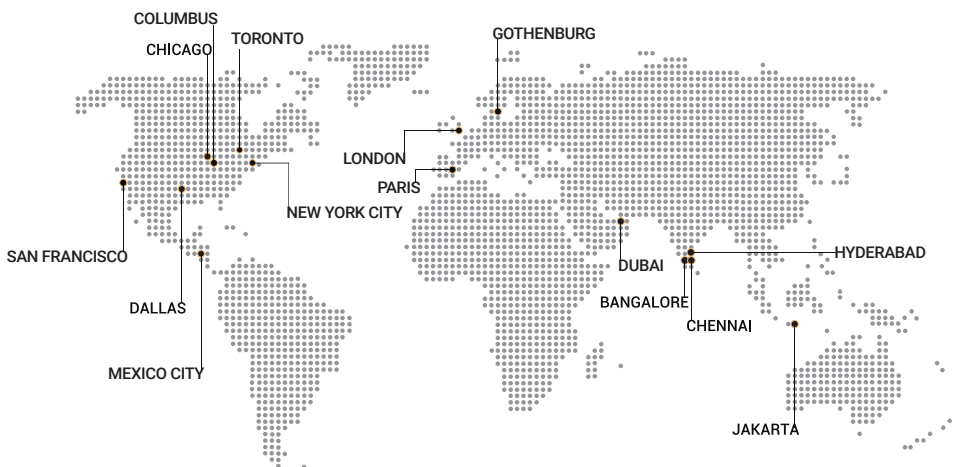 COLUMBUS
GOTHENBURG
CHICAGO
TORONTO
LONDON
PARIS
NEW YORK CITY
SAN FRANCISCO
HYDERABAD
DUBAI
BANGALORE
DALLAS
CHENNAI
MEXICO CITY
JAKARTA